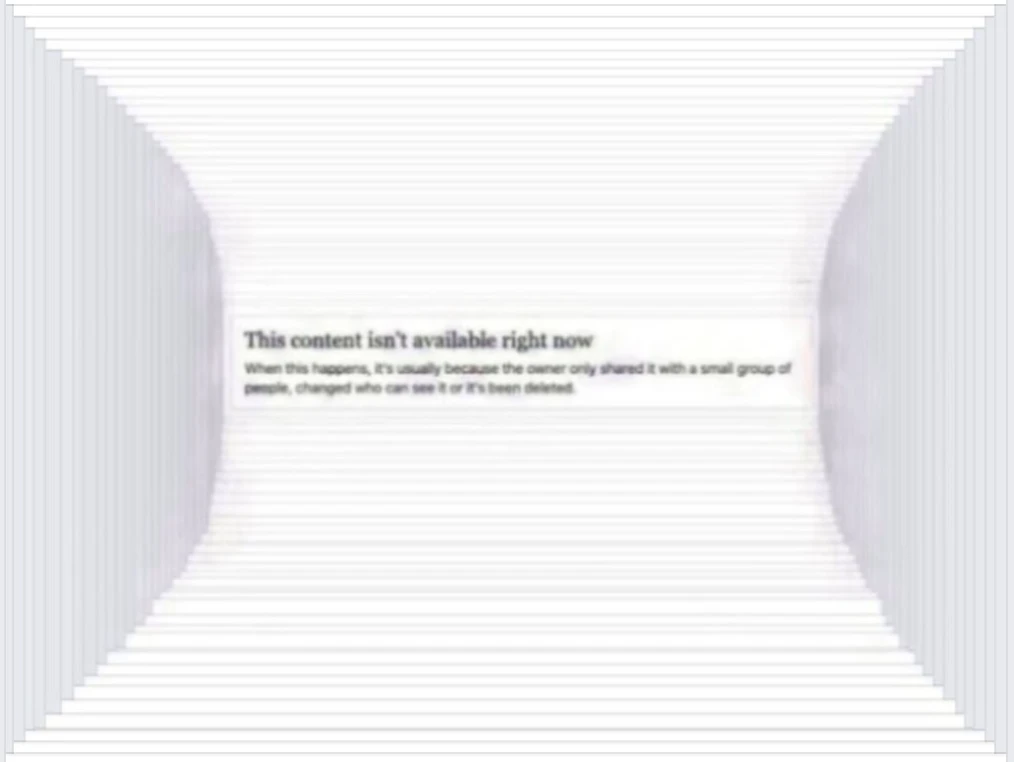 This content isn't available right now
When this happens, it's usually because the owner only shared it with a small group of
people, changed who can see it or it's been deleted.